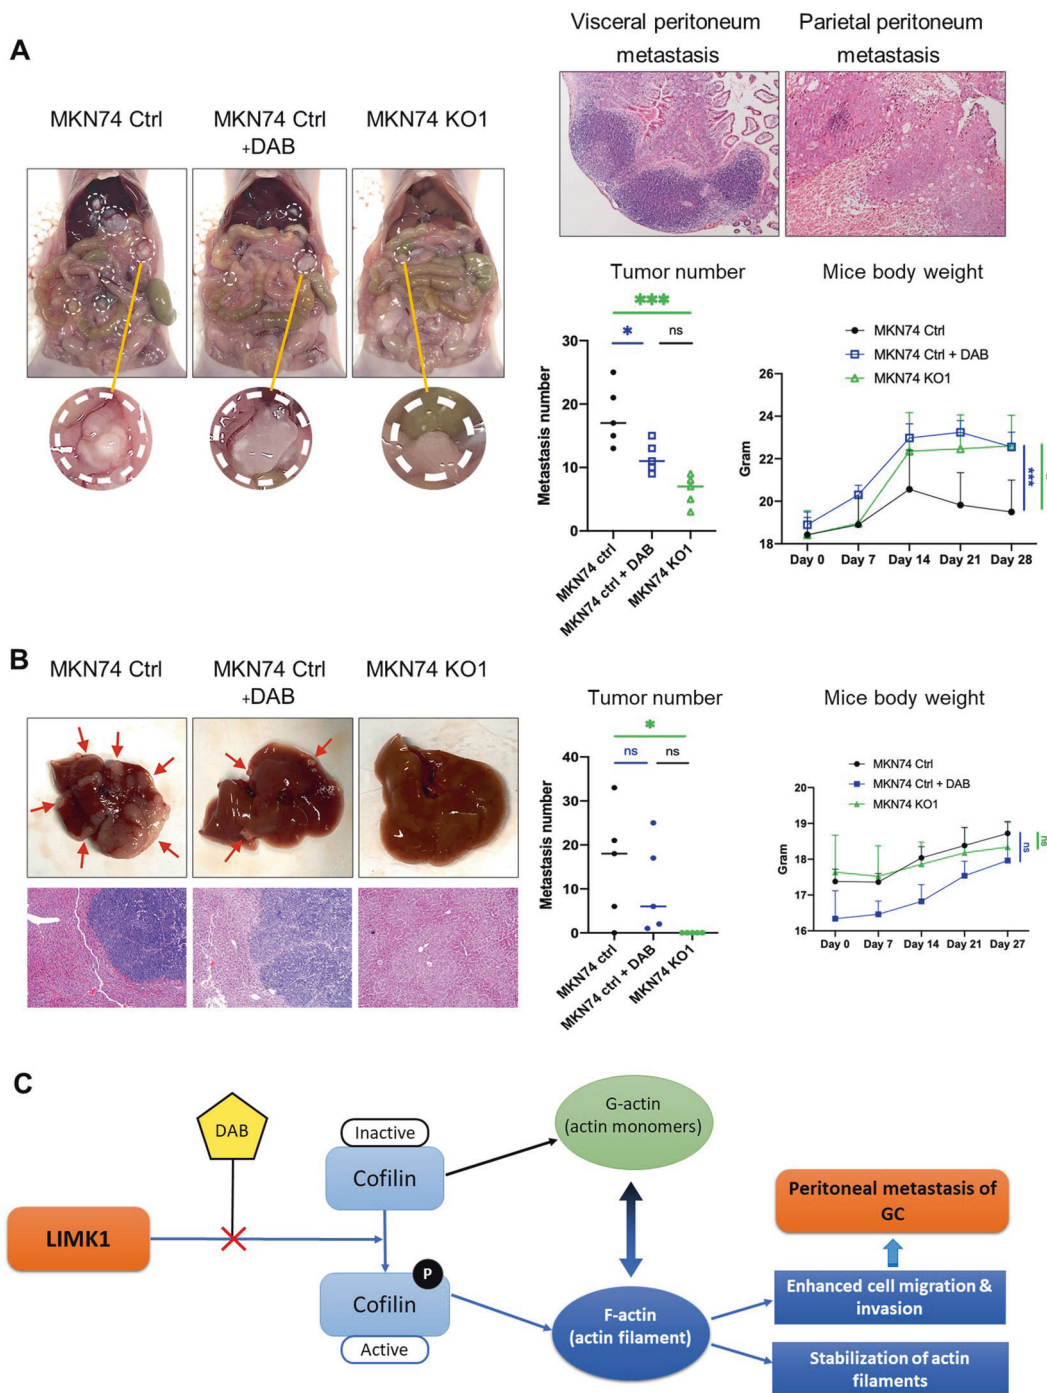 A
MKN74 Ctrl
MKN74 Ctrl
+DAB
MKN74 KO1
Visceral peritoneum
metastasis
Parietal peritoneum
metastasis
Tumor number
***
*
ns
30
20
10
0
Metastasis number
MKN74 ctrl
MKN74 ctrl + DAB
MKN74 KO1
Mice body weight
MKN74 Ctrl
MKN74 Ctrl + DAB
MKN74 KO1
26
24
22
20
18
Gram
Day 0
Day 7
Day 14
Day 21
Day 28
***
B
MKN74 Ctrl
MKN74 Ctrl
+DAB
MKN74 KO1
Tumor number
*
ns
ns
40
30
20
10
0
Metastasis number
MKN74 ctrl
MKN74 ctrl + DAB
MKN74 KO1
Mice body weight
MKN74 Ctrl
MKN74 Ctrl + DAB
MKN74 KO1
19
18
17
16
Gram
Day 0
Day 7
Day 14
Day 21
Day 27
ns
ns
C
DAB
LIMK1
Inactive
Cofilin
P
Cofilin
Active
G-actin
(actin monomers)
F-actin
(actin filament)
Peritoneal metastasis of
GC
Enhanced cell migration &
invasion
Stabilization of actin
filaments